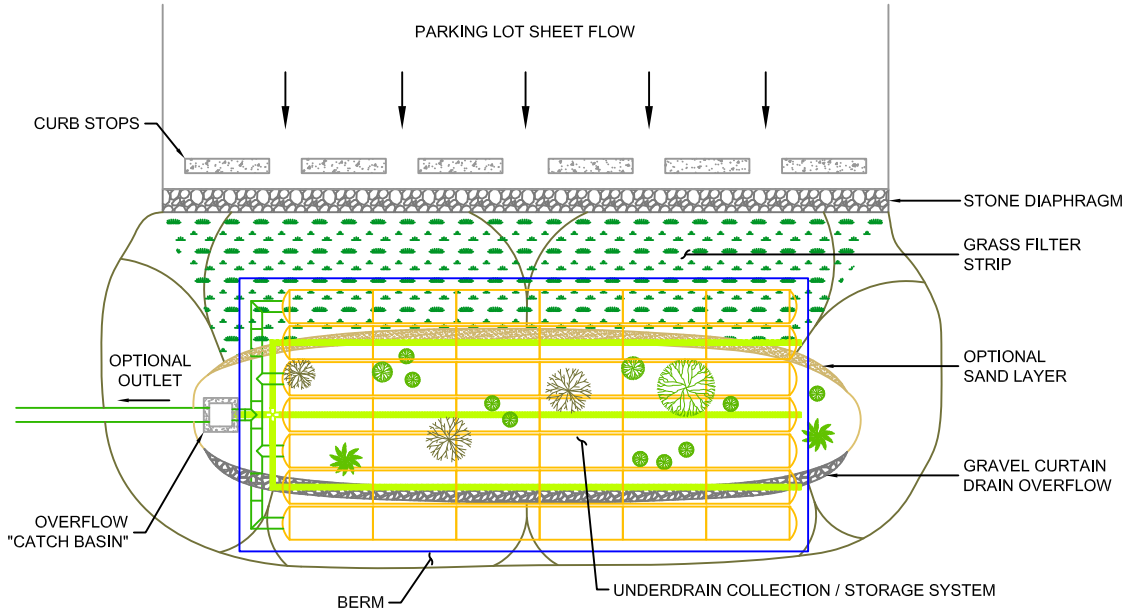 PARKING LOT SHEET FLOW
CURB STOPS
STONE DIAPHRAGM
GRASS FILTER
STRIP
OPTIONAL
OUTLET
OPTIONAL
SAND LAYER
GRAVEL CURTAIN
DRAIN OVERFLOW
OVERFLOW
"CATCH BASIN"
UNDERDRAIN COLLECTION / STORAGE SYSTEM
BERM